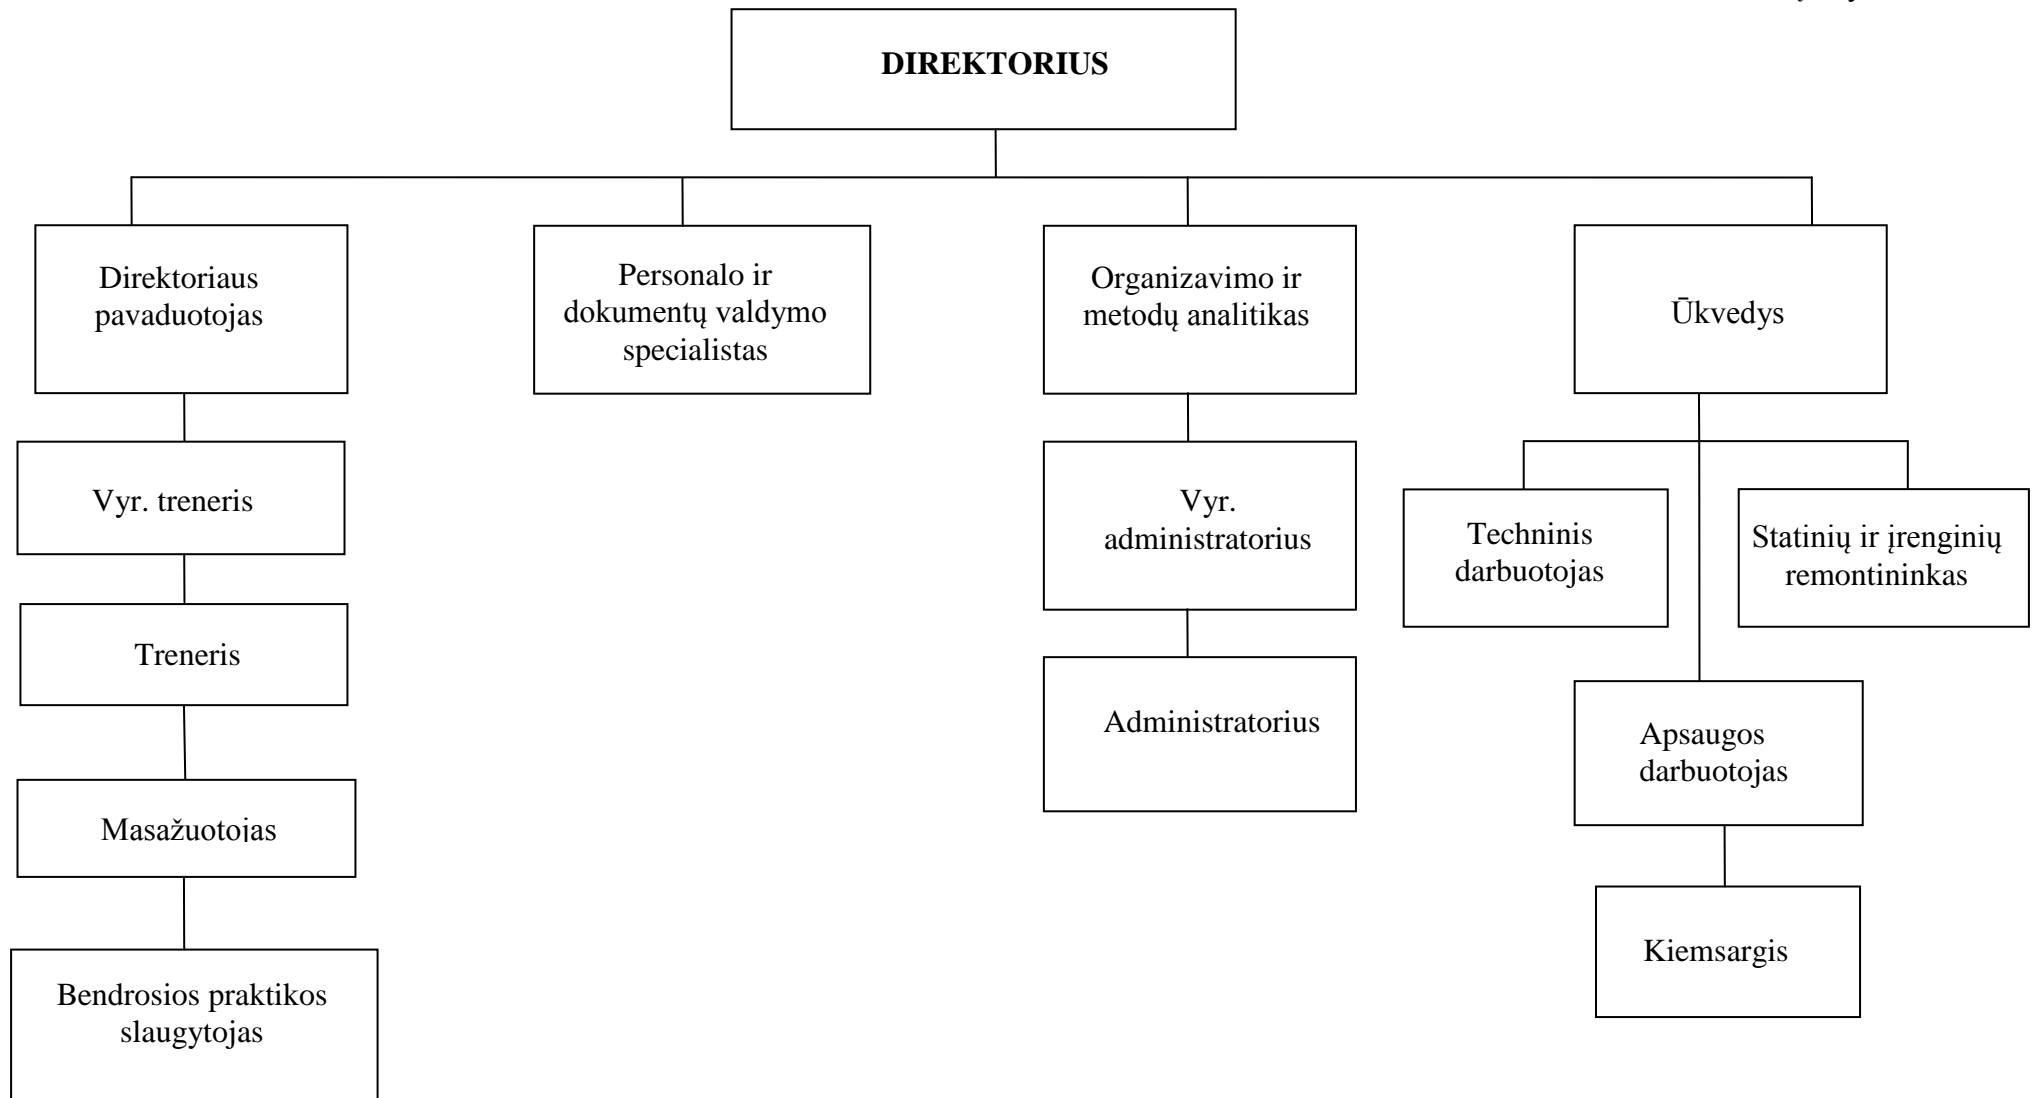 DIREKTORIUS
Direktoriaus
pavaduotojas
Personalo ir
dokumentų valdymo
specialistas
Organizavimo ir
metodų analitikas
Ūkvedys
Vyr. treneris
Treneris
Masažuotojas
Bendrosios praktikos
slaugytojas
Vyr.
administratorius
Administratorius
Techninis
darbuotojas
Statinių ir įrenginių
remontininkas
Apsaugos
darbuotojas
Kiemsargis